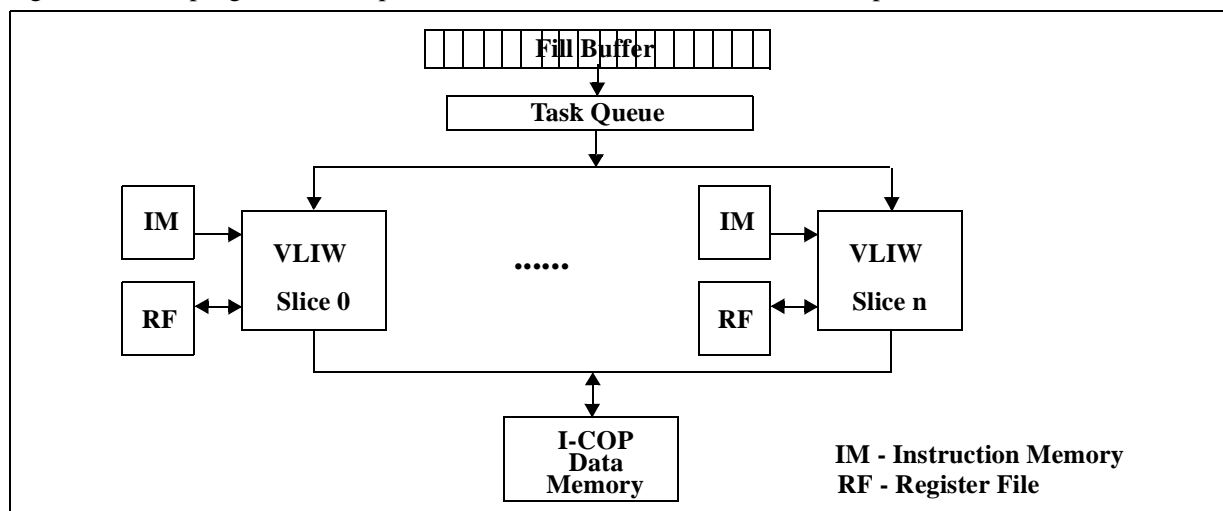 Fill Buffer
Task Queue
IM
VLIW
Slice 0
RF
......
IM
VLIW
Slice n
RF
I-COP
Data
Memory
IM - Instruction Memory
RF - Register File